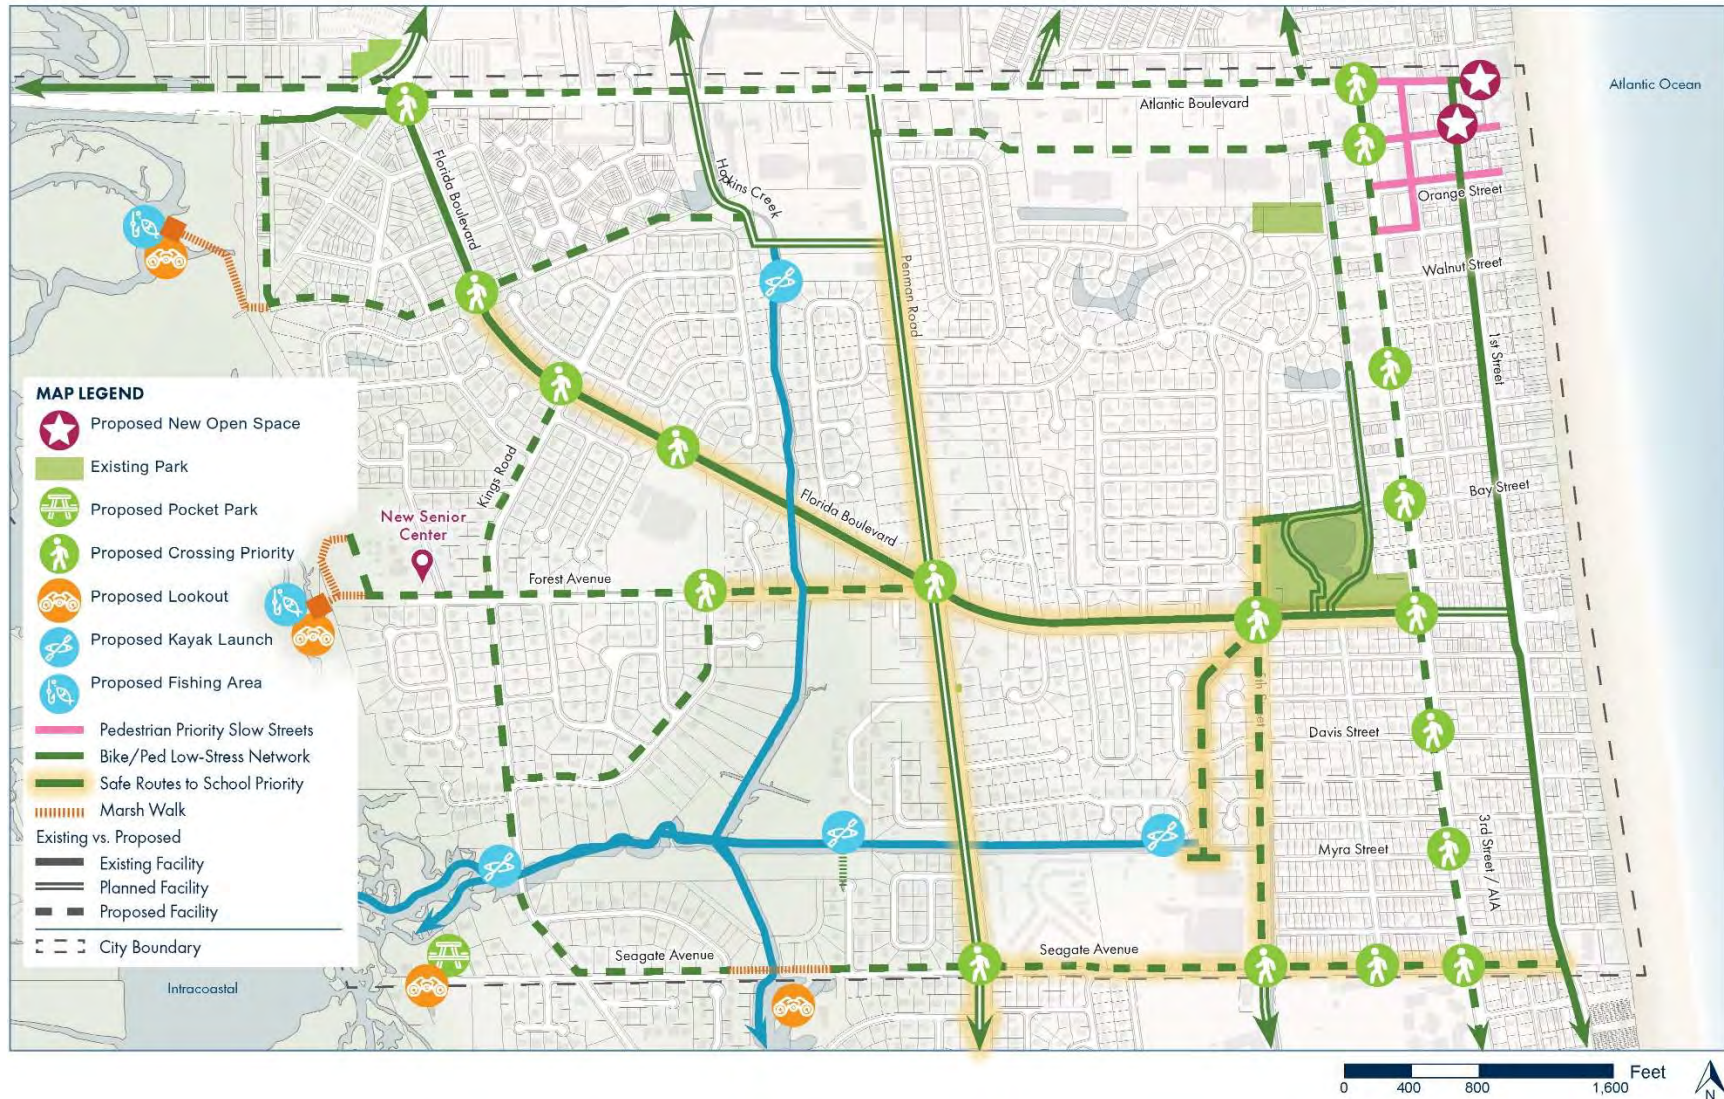 Atlantic Ocean
Atlantic Boulevard
Florida Boulevard
Hopkins Creek
Orange Street
Walnut Street
Penman Road
1st Street
MAP LEGEND
Proposed New Open Space
Existing Park
Proposed Pocket Park
Proposed Crossing Priority
Proposed Lookout
Proposed Kayak Launch
Proposed Fishing Area
Pedestrian Priority Slow Streets
Bike/Ped Low-Stress Network
Safe Routes to School Priority
Marsh Walk
Existing vs. Proposed
Existing Facility
Planned Facility
Proposed Facility
City Boundary
Kings Road
New Senior
Center
Florida Boulevard
Bay Street
Forest Avenue
Davis Street
Myra Street
3rd Street / A1A
Seagate Avenue
Seagate Avenue
Intracoastal
Feet
0 400 800 1,600
N